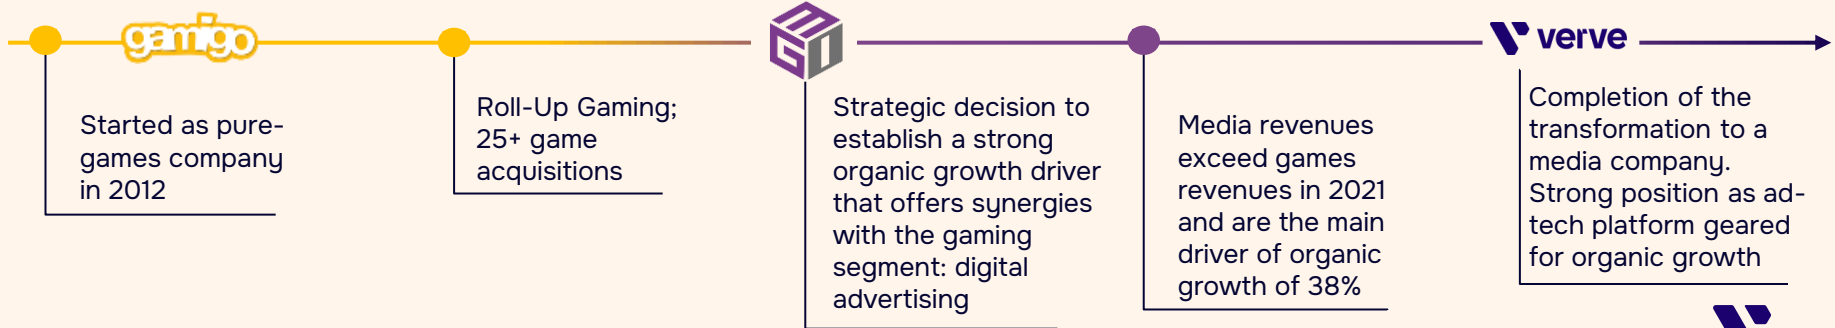 gamigo
Started as pure-
games company
in 2012
Roll-Up Gaming;
25+ game
acquisitions
MGI
Strategic decision to
establish a strong
organic growth driver
that offers synergies
with the gaming
segment: digital
advertising
Media revenues
exceed games
revenues in 2021
and are the main
driver of organic
growth of 38%
verve
Completion of the
transformation to a
media company.
Strong position as ad-
tech platform geared
for organic growth